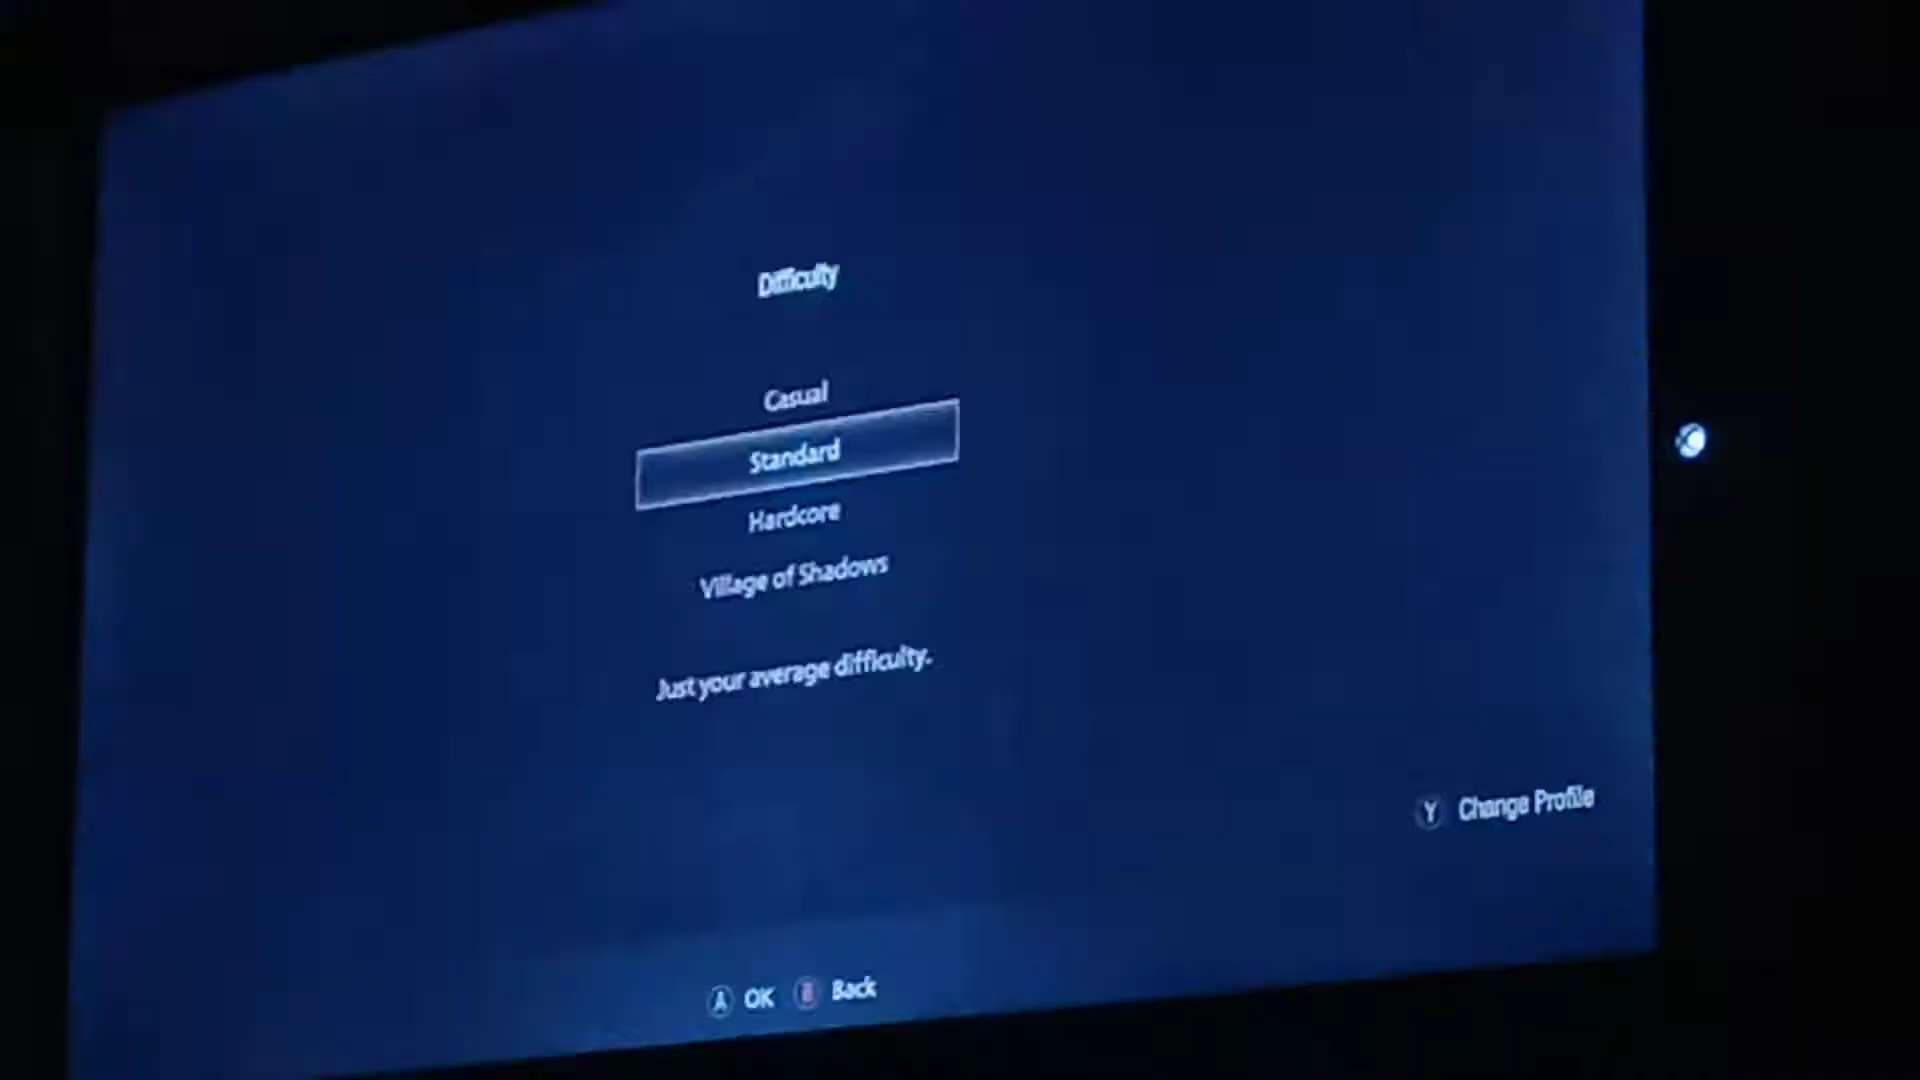 Difficulty
Casual
Standard
Hardcore
Village of Shadows
Just your average difficulty.
Y Change Profile
A OK B Back